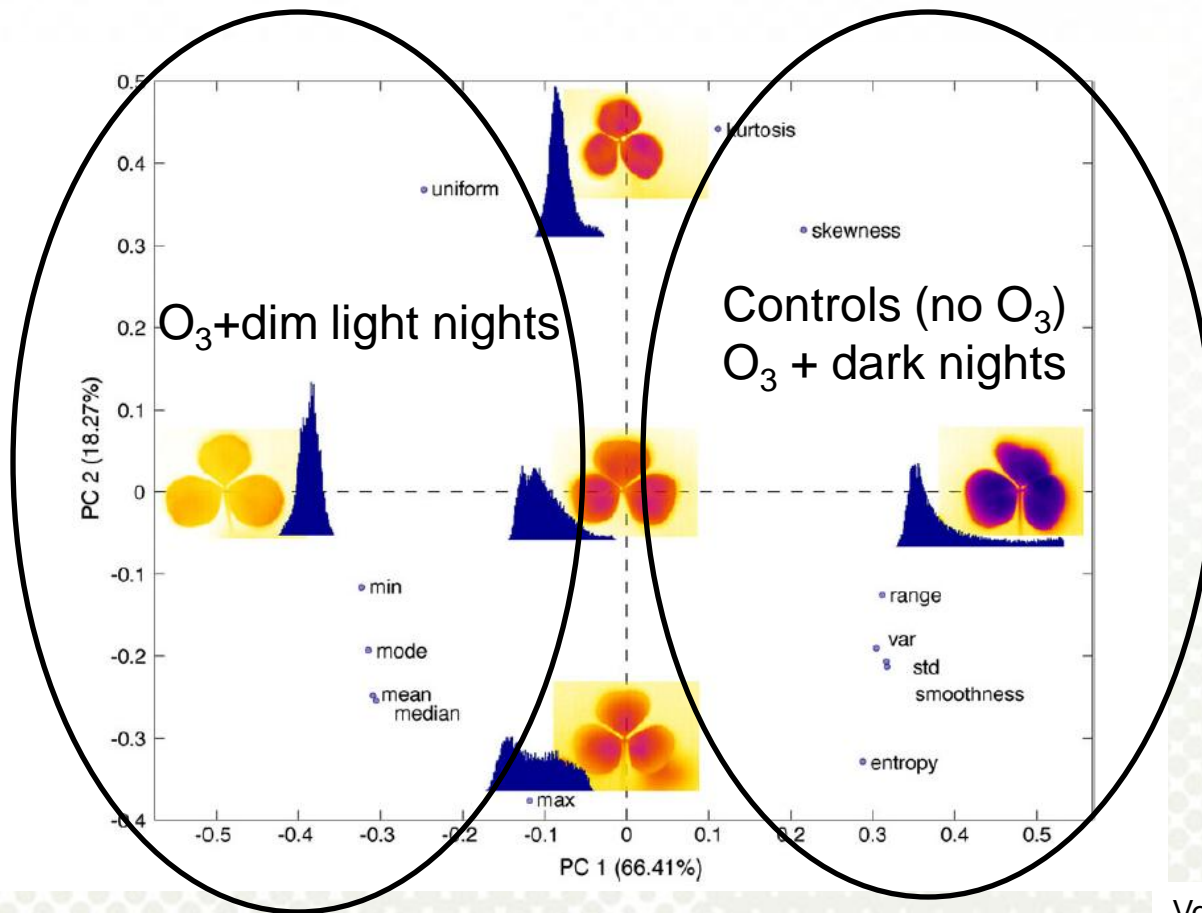 0.5
0.4
0.3
0.2
0.1
0
-0.1
-0.2
-0.3
-0.4
PC 2 (18.27%)
kurtosis
uniform
skewness
O₃+dim light nights
Controls (no O₃)
O₃ + dark nights
min
range
mode
var
std
mean
median
smoothness
entropy
max
-0.5 -0.4 -0.3 -0.2 -0.1 0 0.1 0.2 0.3 0.4 0.5
PC 1 (66.41%)